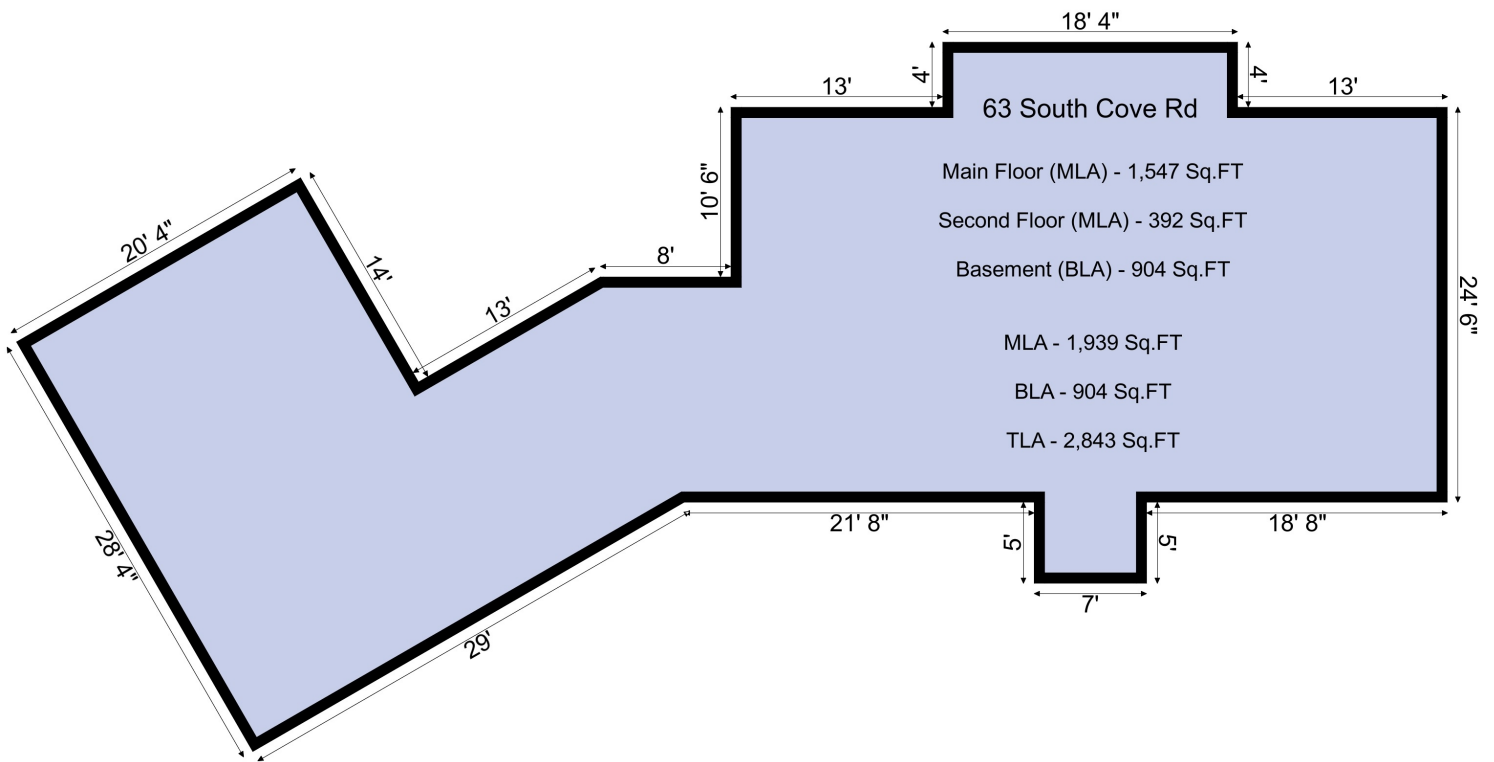 18' 4"
4'
4'
13'
13'
63 South Cove Rd
Main Floor (MLA) - 1,547 Sq.FT
10' 6"
Second Floor (MLA) - 392 Sq.FT
20' 4"
8'
14'
Basement (BLA) - 904 Sq.FT
13'
24' 6"
MLA - 1,939 Sq.FT
BLA - 904 Sq.FT
TLA - 2,843 Sq.FT
21' 8"
18' 8"
5'
5'
28' 4"
7'
29'